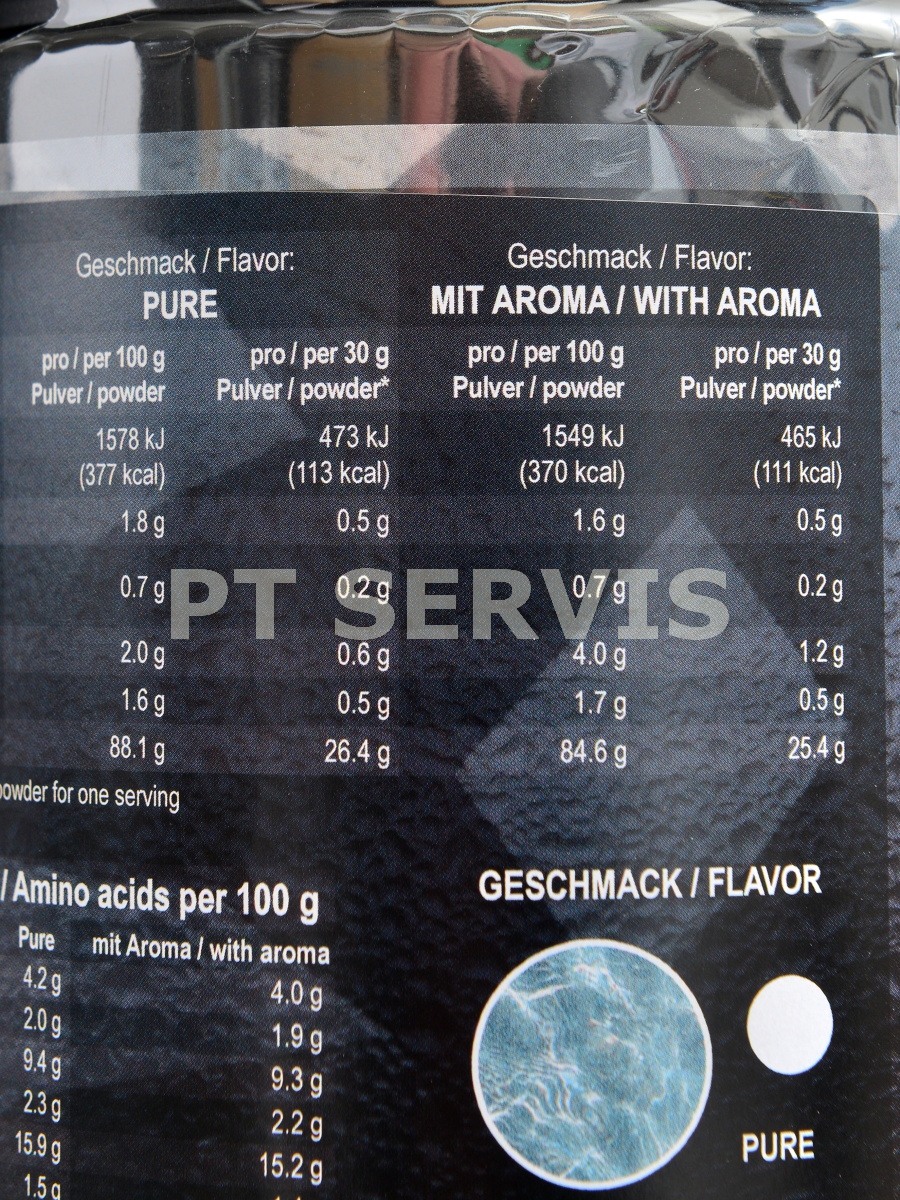 Geschmack / Flavor: Geschmack / Flavor:
PURE MIT AROMA / WITH AROMA
pro / per 100 g pro / per 30 g pro / per 100 g pro / per 30 g
Pulver / powder Pulver / powder* Pulver / powder Pulver / powder*
1578 kJ 473 kJ 1549 kJ 465 kJ
(377 kcal) (113 kcal) (370 kcal) (111 kcal)
1.8 g 0.5 g 1.6 g 0.5 g
0.7 g 0.2 g 0.7 g 0.2 g
PT SERVIS
2.0 g 0.6 g 4.0 g 1.2 g
1.6 g 0.5 g 1.7 g 0.5 g
88.1 g 26.4 g 84.6 g 25.4 g
powder for one serving
/ Amino acids per 100 g
Pure mit Aroma / with aroma
4.2 g 4.0 g
2.0 g 1.9 g
9.4 g 9.3 g
2.3 g 2.2 g
15.9 g 15.2 g
1.5 g
GESCHMACK / FLAVOR
PURE